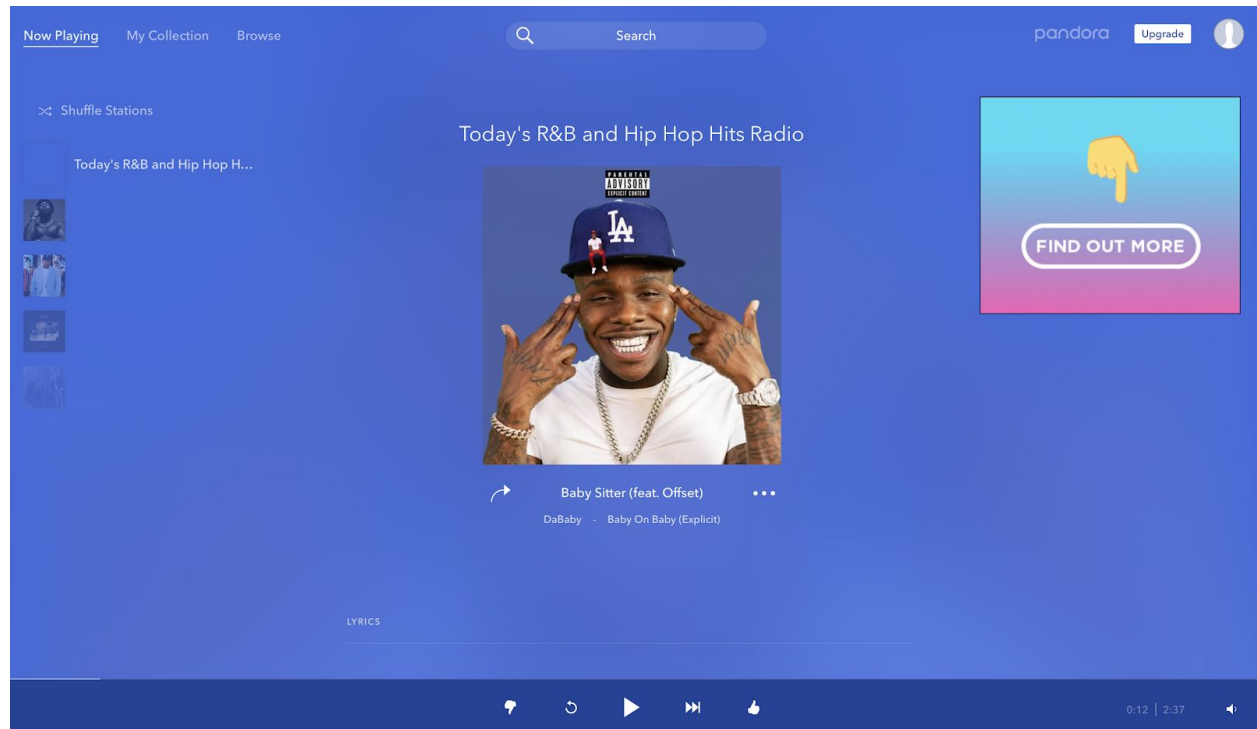 Now Playing My Collection Browse Search pandora Upgrade
Shuffle Stations
Today's R&B and Hip Hop H...
Today's R&B and Hip Hop Hits Radio
PARENTAL
ADVISORY
EXPLICIT CONTENT
LA
FIND OUT MORE
Baby Sitter (feat. Offset)
DaBaby - Baby On Baby (Explicit)
LYRICS
0:12 | 2:37